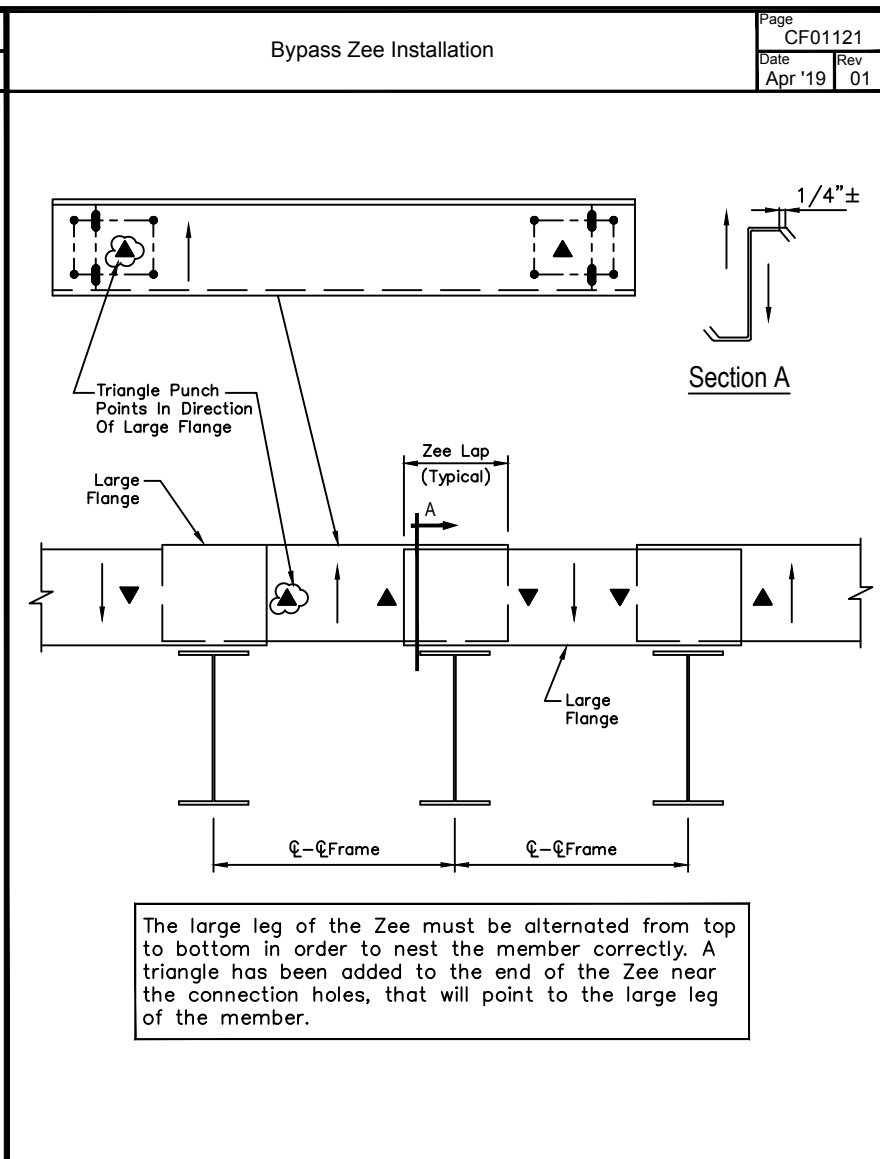 Bypass Zee Installation
Page
CF01121
Date
Apr '19
Rev
01
1/4"±
Section A
Triangle Punch
Points In Direction
Of Large Flange
Large
Flange
Zee Lap
(Typical)
A
Large
Flange
℄-℄Frame
℄-℄Frame
The large leg of the Zee must be alternated from top
to bottom in order to nest the member correctly. A
triangle has been added to the end of the Zee near
the connection holes, that will point to the large leg
of the member.